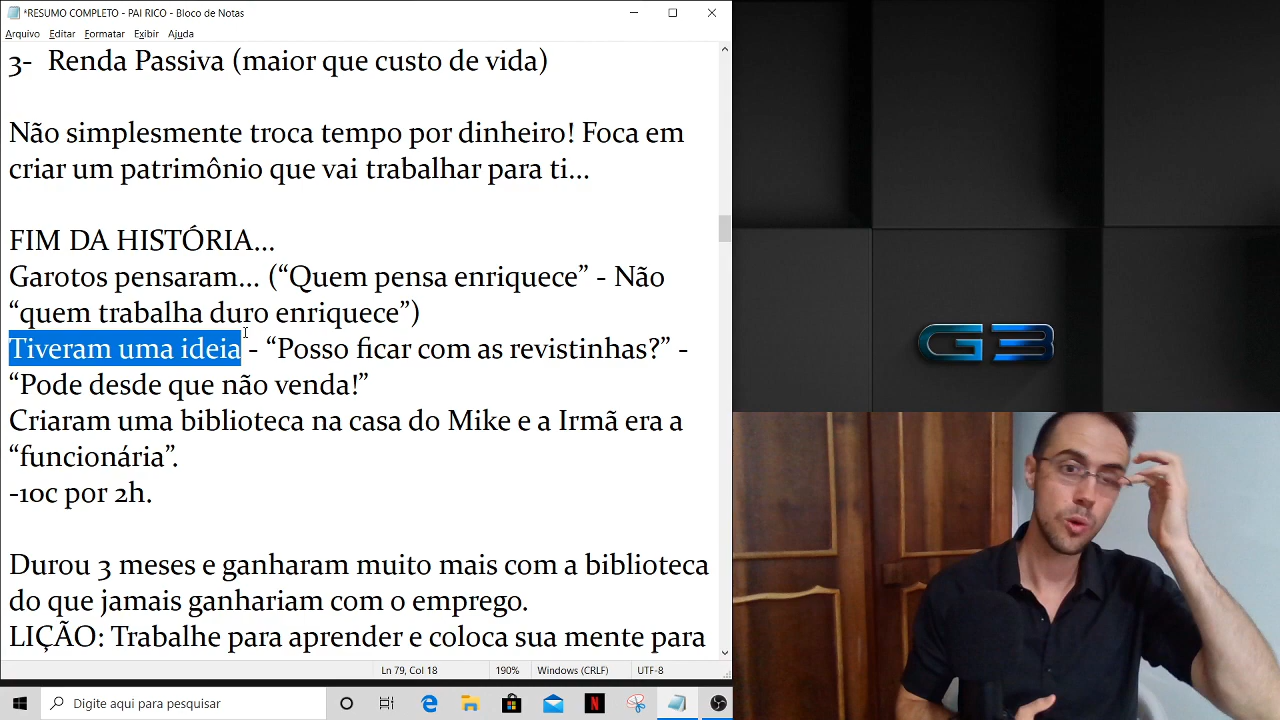 *RESUMO COMPLETO - PAI RICO - Bloco de Notas
Arquivo Editar Formatar Exibir Ajuda
3- Renda Passiva (maior que custo de vida)
Não simplesmente troca tempo por dinheiro! Foca em
criar um patrimônio que vai trabalhar para ti...
FIM DA HISTÓRIA...
Garotos pensaram... (“Quem pensa enriquece” - Não
“quem trabalha duro enriquece”)
Tiveram uma ideia - “Posso ficar com as revistinhas?” -
“Pode desde que não venda!”
Criaram uma biblioteca na casa do Mike e a Irmã era a
“funcionária”.
-10c por 2h.
Durou 3 meses e ganharam muito mais com a biblioteca
do que jamais ganhariam com o emprego.
LIÇÃO: Trabalhe para aprender e coloca sua mente para
Ln 79, Col 18 190% Windows (CRLF) UTF-8
Digite aqui para pesquisar
G3